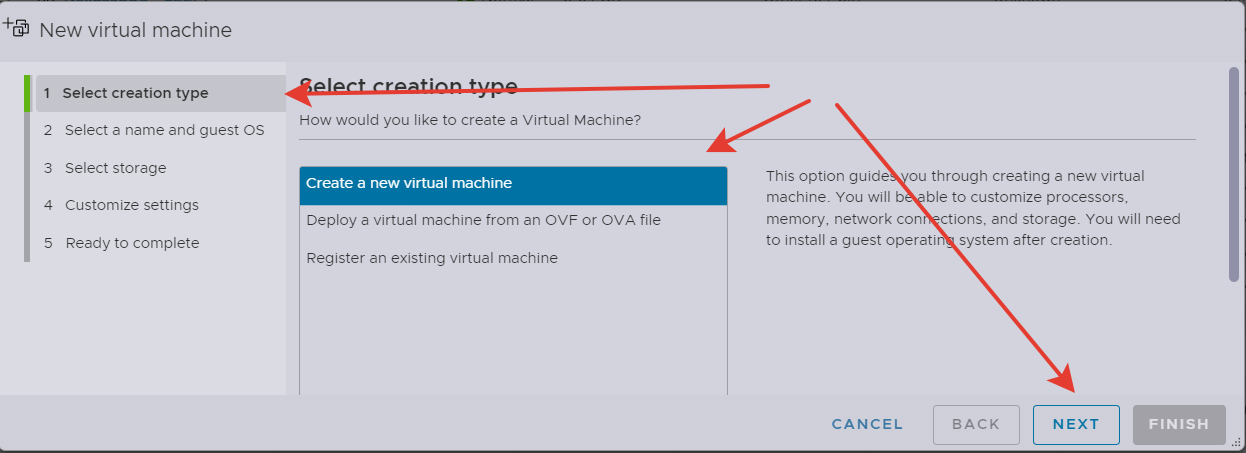 New virtual machine
1 Select creation type
2 Select a name and guest OS
3 Select storage
4 Customize settings
5 Ready to complete
Select creation type
How would you like to create a Virtual Machine?
Create a new virtual machine
Deploy a virtual machine from an OVF or OVA file
Register an existing virtual machine
This option guides you through creating a new virtual
machine. You will be able to customize processors,
memory, network connections, and storage. You will need
to install a guest operating system after creation.
CANCEL
BACK
NEXT
FINISH